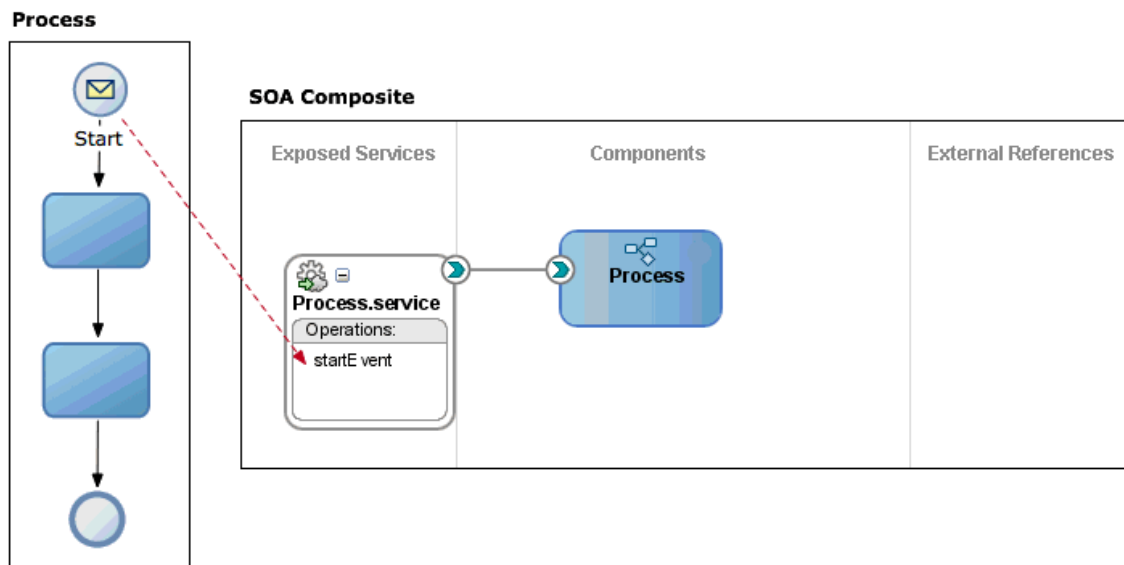 Process
Start
SOA Composite
Exposed Services
Components
External References
Process.service
Operations:
startE vent
Process